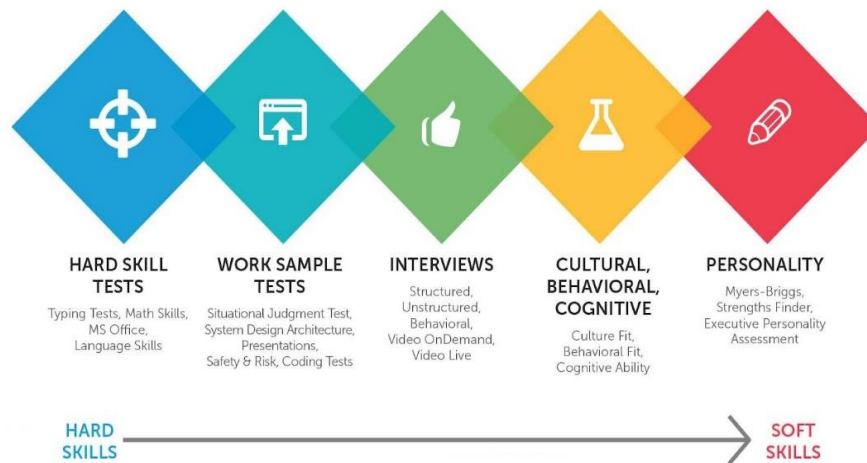 HARD SKILL
TESTS
Typing Tests, Math Skills,
MS Office,
Language Skills
WORK SAMPLE
TESTS
Situational Judgment Test,
System Design Architecture,
Presentations,
Safety & Risk, Coding Tests
INTERVIEWS
Structured,
Unstructured,
Behavioral,
Video OnDemand,
Video Live
CULTURAL,
BEHAVIORAL,
COGNITIVE
Culture Fit,
Behavioral Fit,
Cognitive Ability
PERSONALITY
Myers-Briggs,
Strengths Finder,
Executive Personality
Assessment
HARD
SKILLS
SOFT
SKILLS